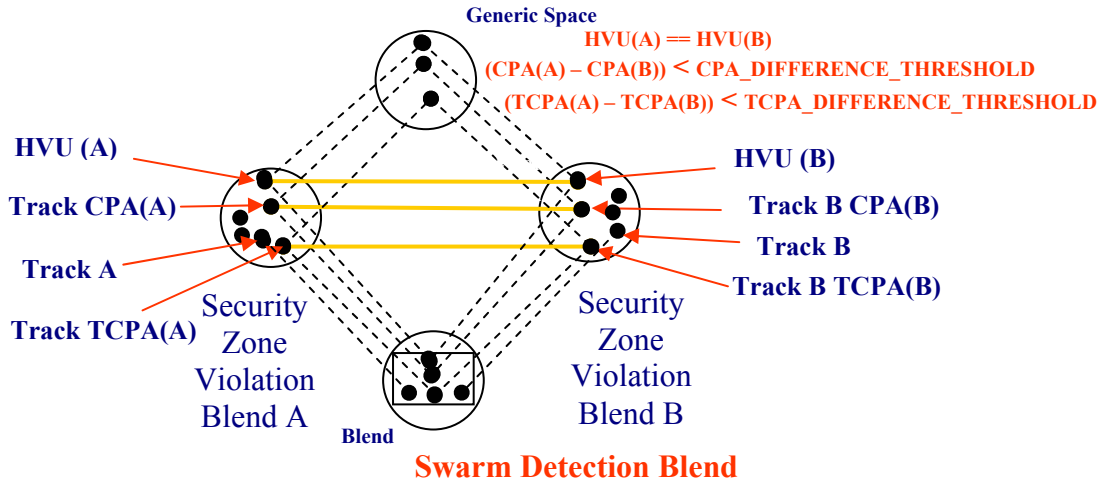 Generic Space
HVU(A) == HVU(B)
(CPA(A) – CPA(B)) < CPA_DIFFERENCE_THRESHOLD
(TCPA(A) – TCPA(B)) < TCPA_DIFFERENCE_THRESHOLD
HVU (A)
Track CPA(A)
Track A
Track TCPA(A)
HVU (B)
Track B CPA(B)
Track B
Track B TCPA(B)
Security
Zone
Violation
Blend A
Security
Zone
Violation
Blend B
Blend
Swarm Detection Blend